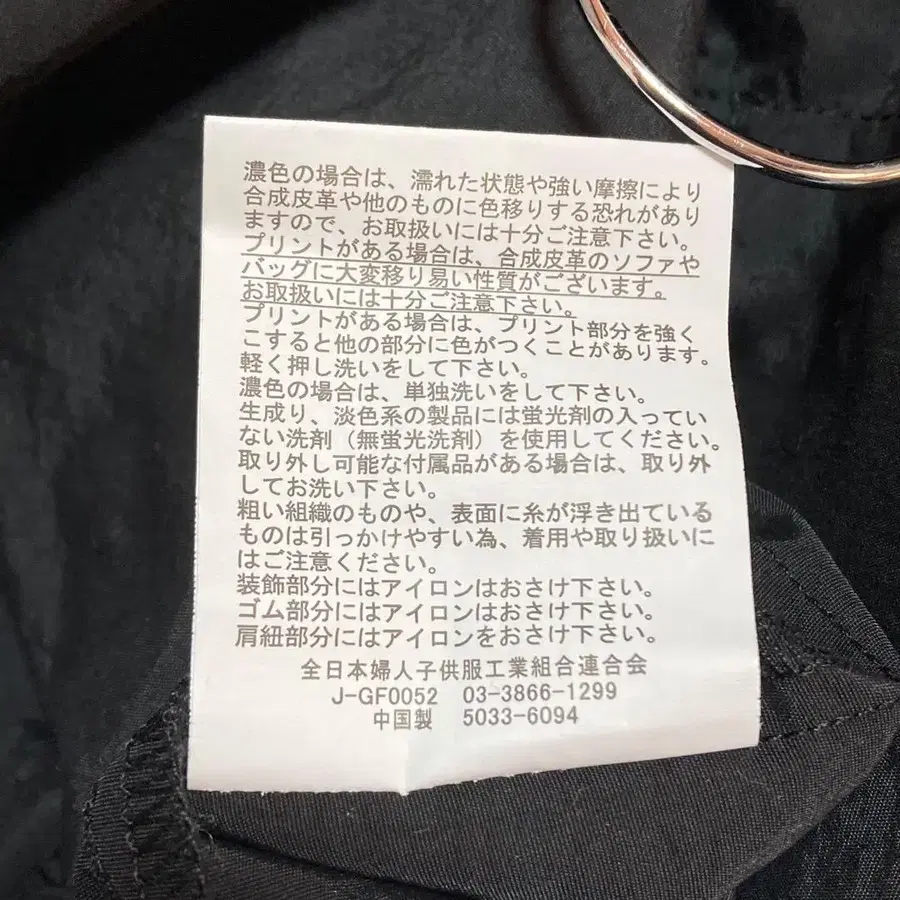 濃色の場合は、濡れた状態や強い摩擦により
合成皮革や他のものに色移りする恐れがあり
ますので、お取扱いには十分ご注意下さい。
プリントがある場合は、合成皮革のソファや
バッグに大変移り易い性質がございます。
お取扱いには十分ご注意下さい。
プリントがある場合は、プリント部分を強く
こすると他の部分に色がつくことがあります。
軽く押し洗いをして下さい。
濃色の場合は、単独洗いをして下さい。
生成り、淡色系の製品には蛍光剤の入ってい
ない洗剤（無蛍光洗剤）を使用してください。
取り外し可能な付属品がある場合は、取り外
してお洗い下さい。
粗い組織のものや、表面に糸が浮き出ている
ものは引っかけやすい為、着用や取り扱いに
はご注意ください。
装飾部分にはアイロンはおさけ下さい。
ゴム部分にはアイロンはおさけ下さい。
肩紐部分にはアイロンをおさけ下さい。
全日本婦人子供服工業組合連合会
J-GF0052 03-3866-1299
中国製 5033-6094